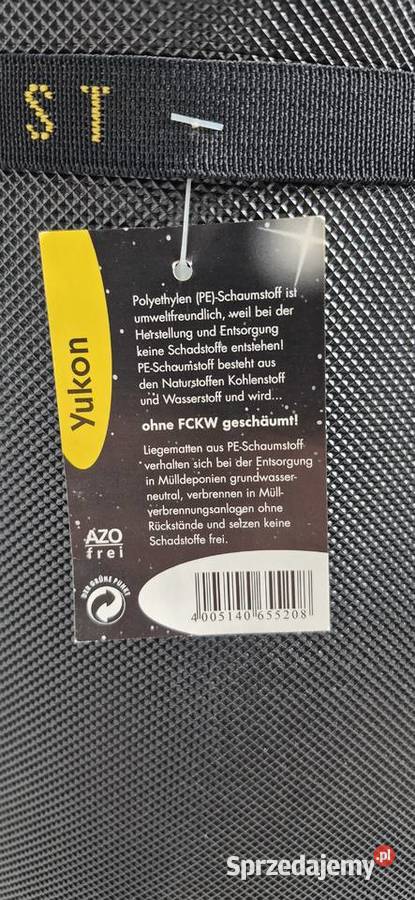 S T
Yukon
Polyethylen (PE)-Schaumstoff ist
umweltfreundlich, weil bei der
Herstellung und Entsorgung
keine Schadstoffe entstehen!
PE-Schaumstoff besteht aus
den Naturstoffen Kohlenstoff
und Wasserstoff und wird...
ohne FCKW geschäumt!
Liegematten aus PE-Schaumstoff
verhalten sich bei der Entsorgung
in Mülldeponien grundwasser-
neutral, verbrennen in Müll-
verbrennungsanlagen ohne
Rückstände und setzen keine
Schadstoffe frei.
AZO
frei
DER GRÜNE PUNKT
4 005140 655208
Sprzedajemy.pl